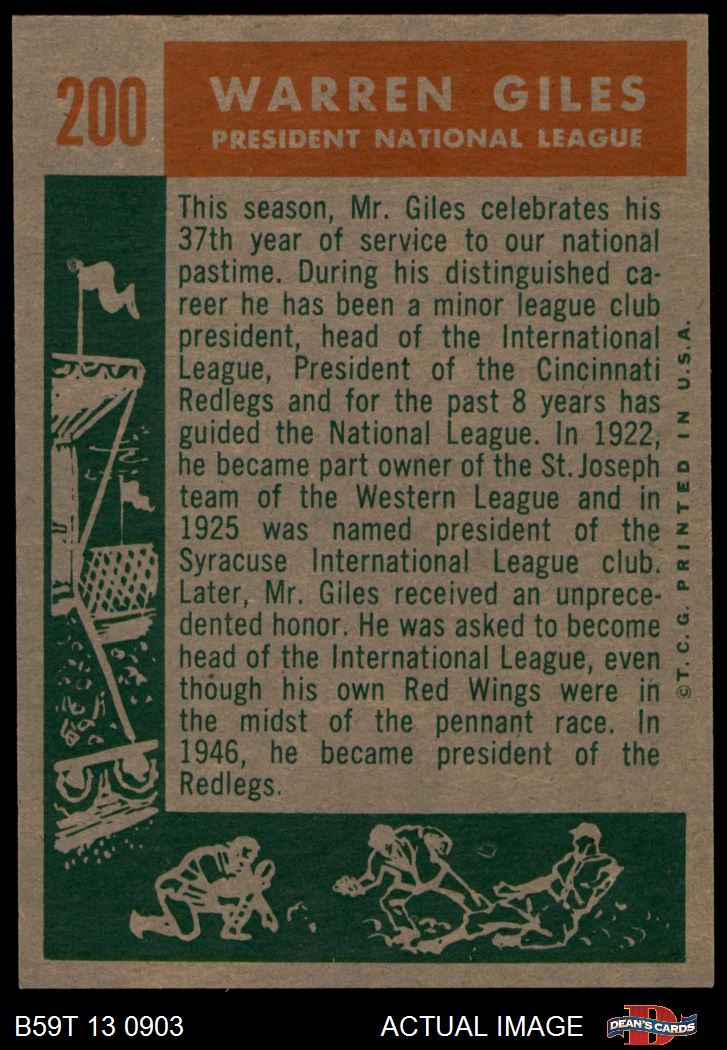 200
WARREN GILES
PRESIDENT NATIONAL LEAGUE
This season, Mr. Giles celebrates his
37th year of service to our national
pastime. During his distinguished ca-
reer he has been a minor league club
president, head of the International
League, President of the Cincinnati
Redlegs and for the past 8 years has
guided the National League. In 1922,
he became part owner of the St. Joseph
team of the Western League and in
1925 was named president of the
Syracuse International League club.
Later, Mr. Giles received an unprece-
dented honor. He was asked to become
head of the International League, even
though his own Red Wings were in
the midst of the pennant race. In
1946, he became president of the
Redlegs.
©T. C. G. PRINTED IN U.S.A.
B59T 13 0903
ACTUAL IMAGE
D
DEAN'S CARDS